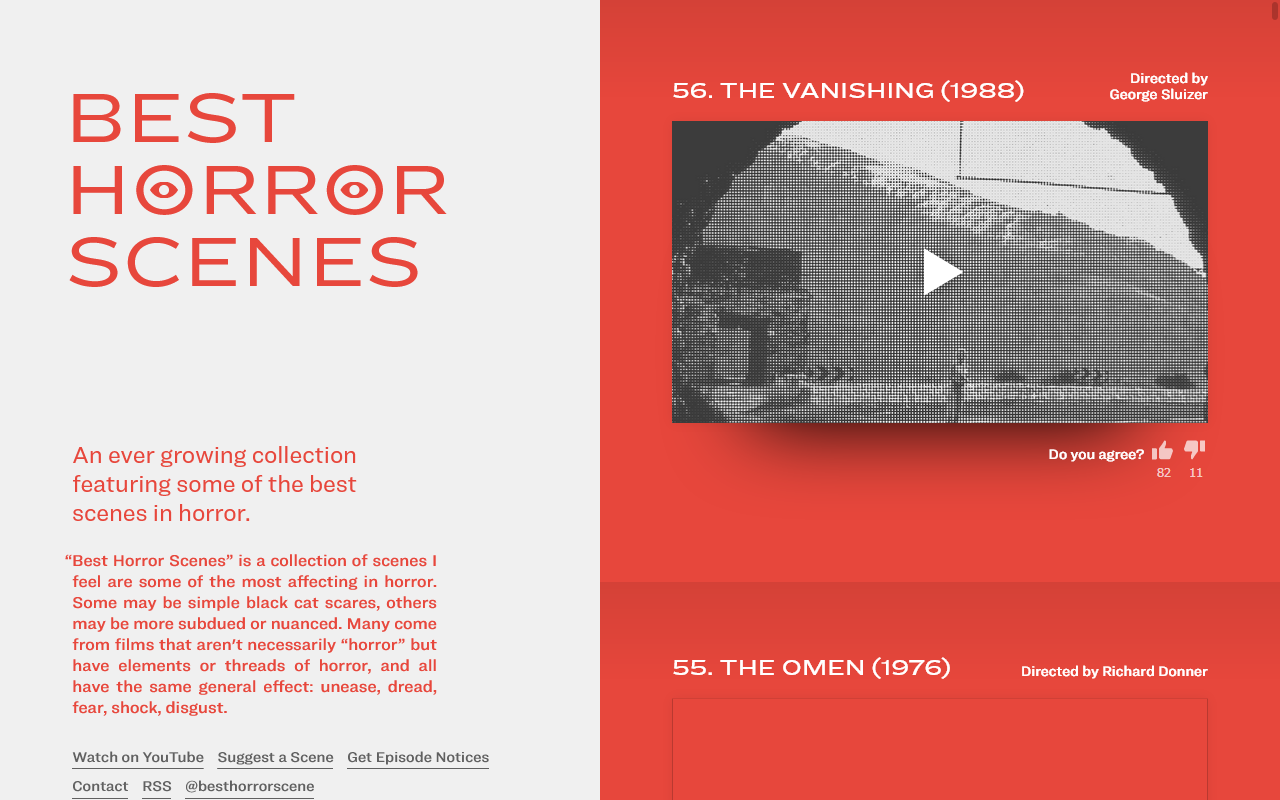 BEST
HORROR
SCENES
An ever growing collection
featuring some of the best
scenes in horror.
“Best Horror Scenes” is a collection of scenes I
feel are some of the most affecting in horror.
Some may be simple black cat scares, others
may be more subdued or nuanced. Many come
from films that aren’t necessarily “horror” but
have elements or threads of horror, and all
have the same general effect: unease, dread,
fear, shock, disgust.
Watch on YouTube Suggest a Scene Get Episode Notices
Contact RSS @besthorrorscene
56. THE VANISHING (1988)
Directed by
George Sluizer
Do you agree?
82 11
55. THE OMEN (1976)
Directed by Richard Donner